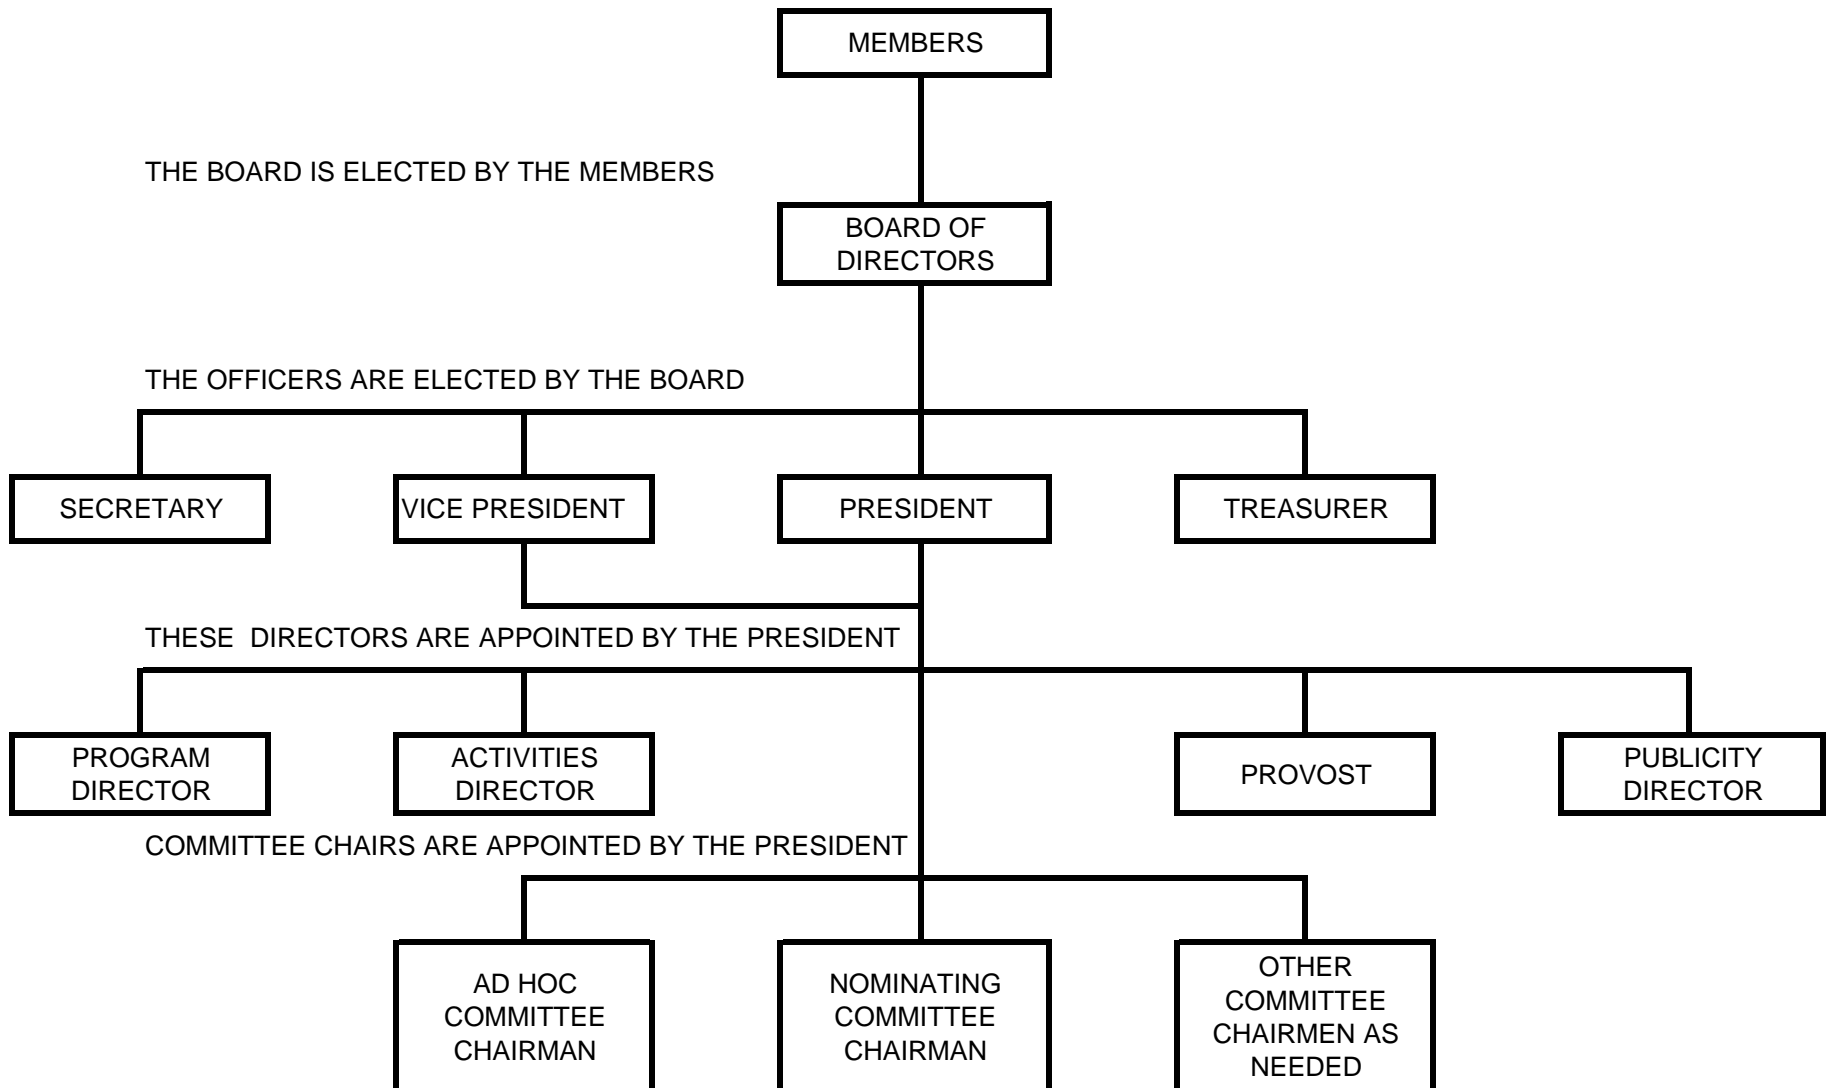 MEMBERS
THE BOARD IS ELECTED BY THE MEMBERS
BOARD OF
DIRECTORS
THE OFFICERS ARE ELECTED BY THE BOARD
SECRETARY
VICE PRESIDENT
PRESIDENT
TREASURER
THESE  DIRECTORS ARE APPOINTED BY THE PRESIDENT
PROGRAM
DIRECTOR
ACTIVITIES
DIRECTOR
PROVOST
PUBLICITY
DIRECTOR
COMMITTEE CHAIRS ARE APPOINTED BY THE PRESIDENT
AD HOC
COMMITTEE
CHAIRMAN
NOMINATING
COMMITTEE
CHAIRMAN
OTHER
COMMITTEE
CHAIRMEN AS
NEEDED